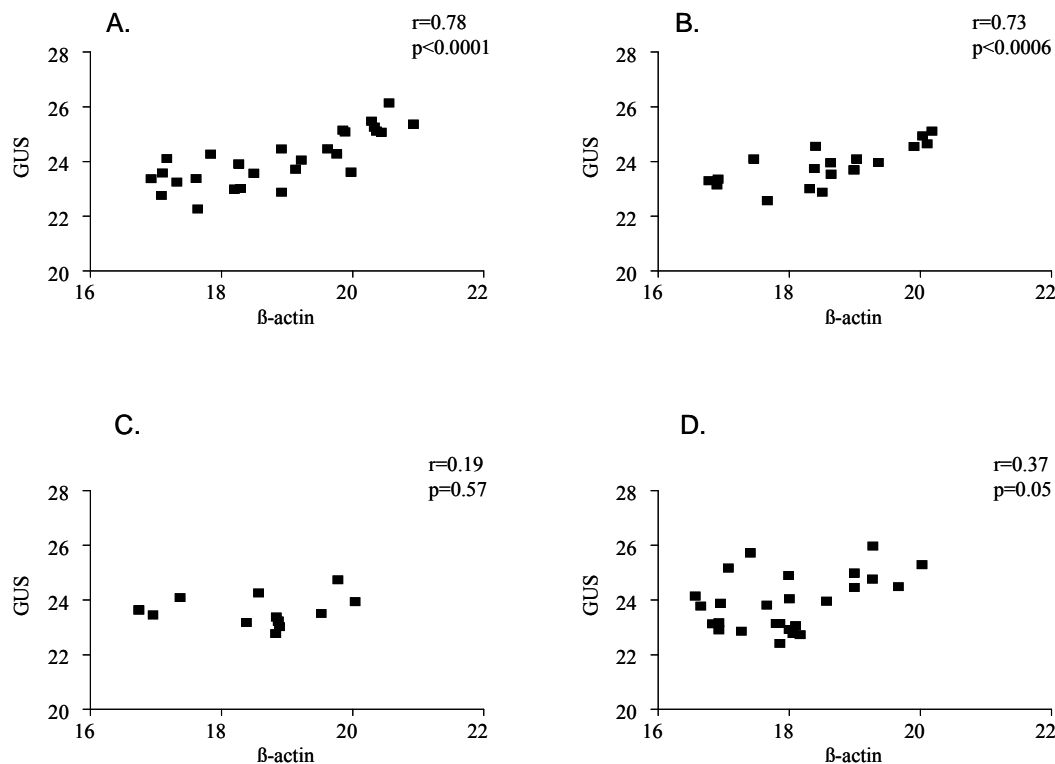 A.
r=0.78
p<0.0001
28
26
24
22
20
GUS
16
18
20
22
ß-actin
B.
r=0.73
p<0.0006
28
26
24
22
20
GUS
16
18
20
22
ß-actin
C.
r=0.19
p=0.57
28
26
24
22
20
GUS
16
18
20
22
ß-actin
D.
r=0.37
p=0.05
28
26
24
22
20
GUS
16
18
20
22
ß-actin